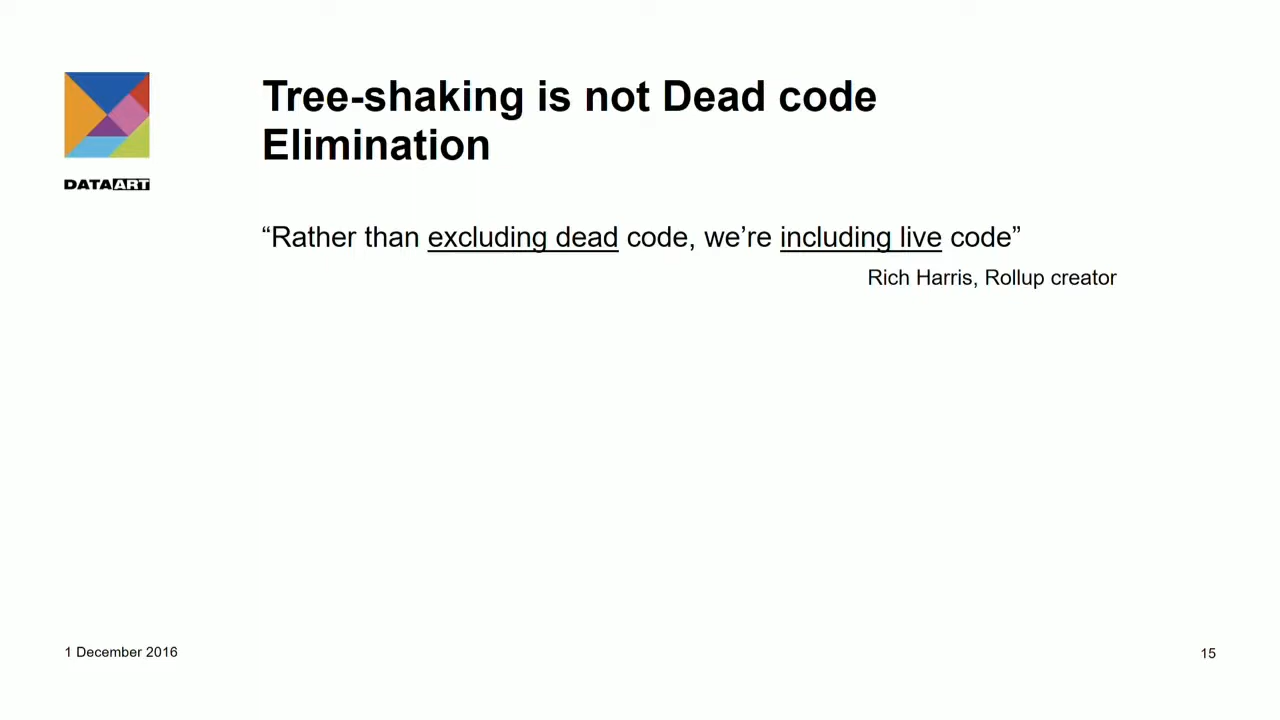 Tree-shaking is not Dead code
Elimination
DATAART
“Rather than excluding dead code, we’re including live code”
Rich Harris, Rollup creator
1 December 2016
15